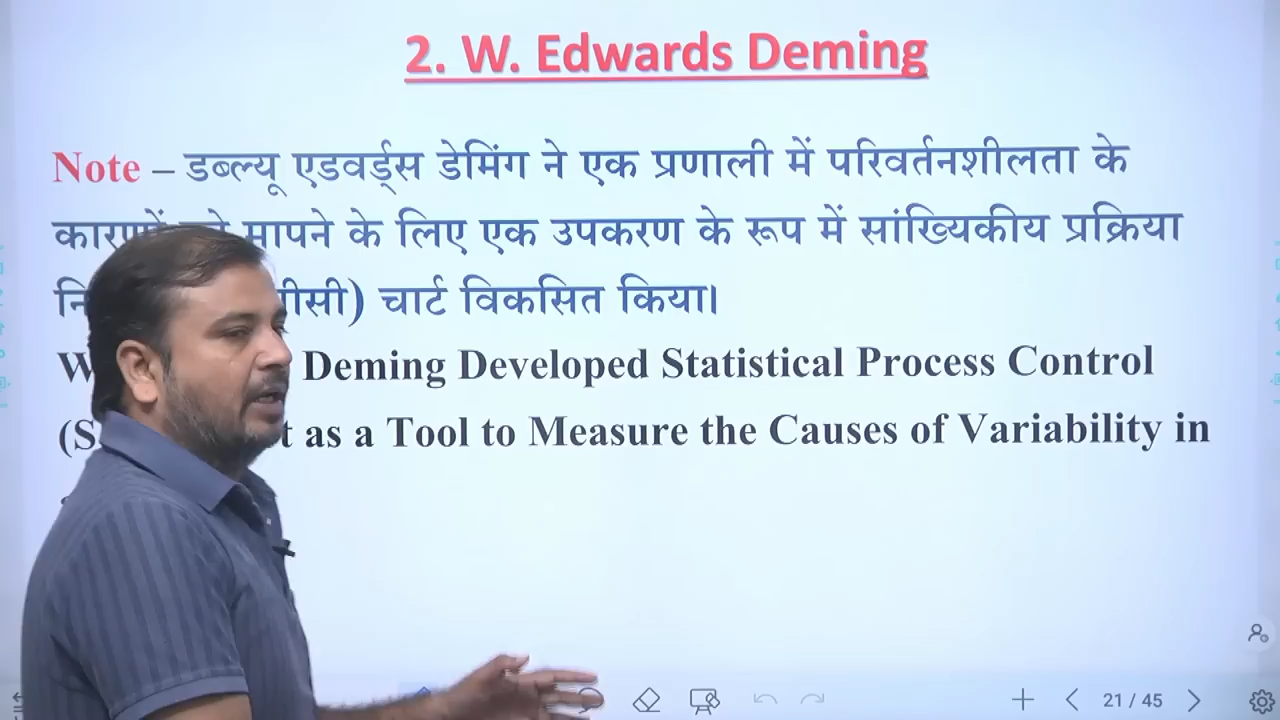 2. W. Edwards Deming
Note – डब्ल्यू एडवर्ड्स डेमिंग ने एक प्रणाली में परिवर्तनशीलता के
मापने के लिए एक उपकरण के रूप में सांख्यिकीय प्रक्रिया
चार्ट विकसित किया।
Deming Developed Statistical Process Control
as a Tool to Measure the Causes of Variability in
21 / 45